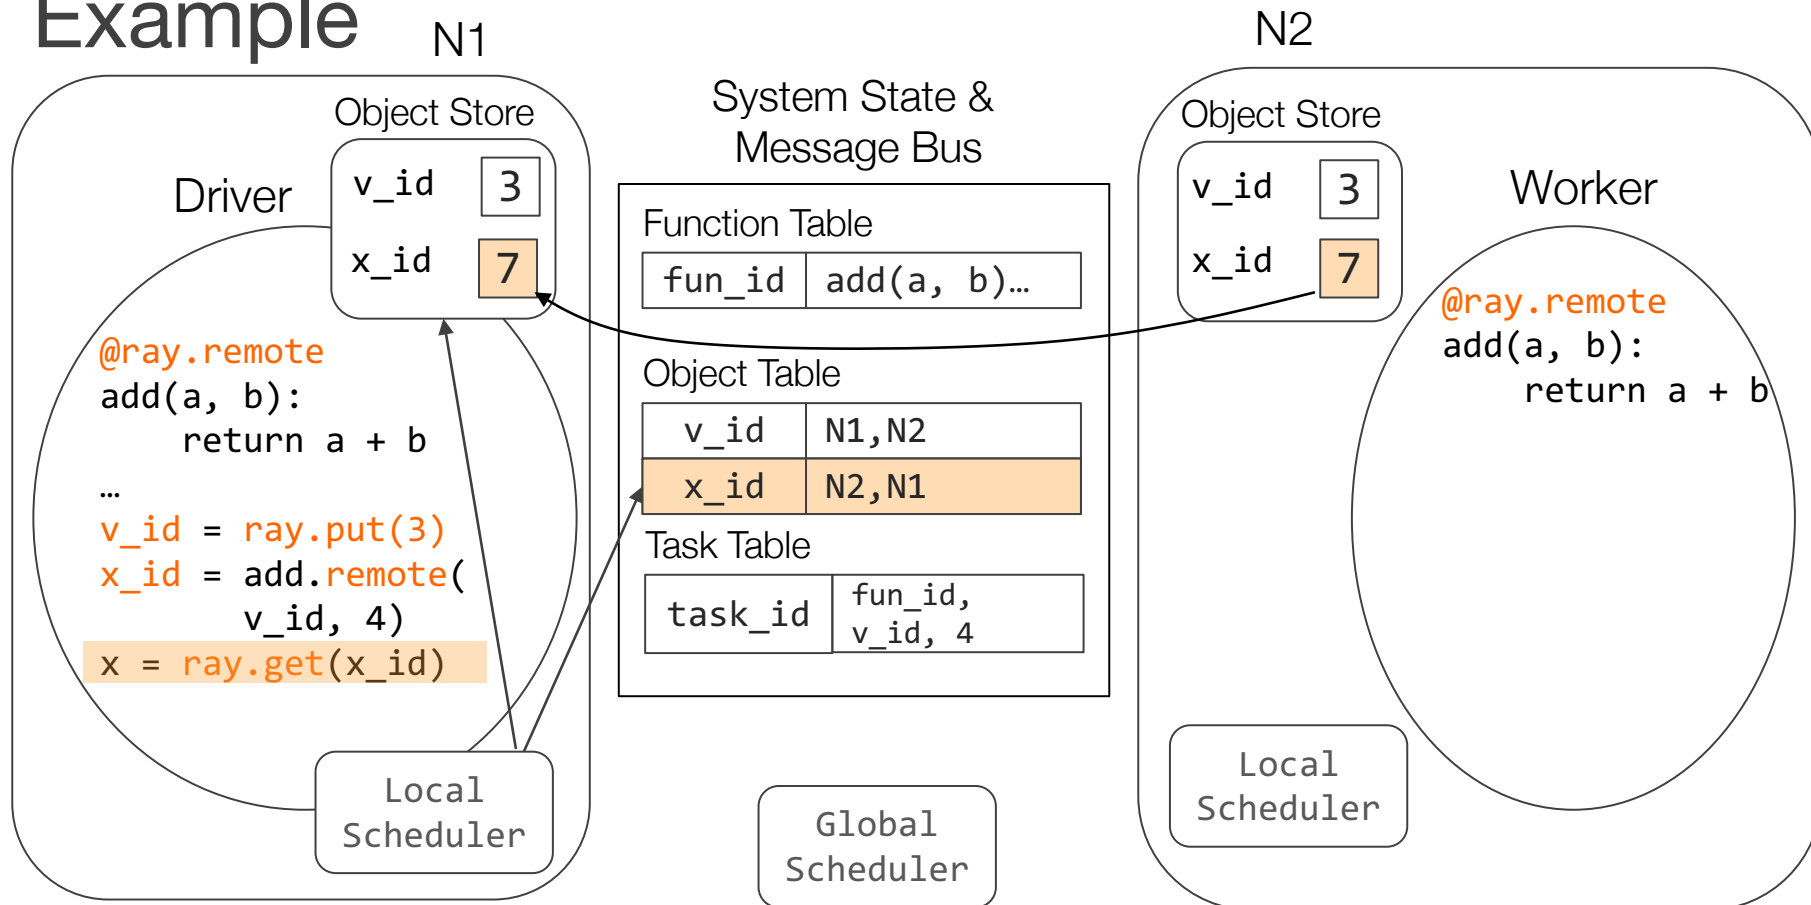 Example
N1
Object Store
v_id 3
x_id 7
Driver
@ray.remote
add(a, b):
return a + b
…
v_id = ray.put(3)
x_id = add.remote(
v_id, 4)
x = ray.get(x_id)
Local
Scheduler
System State &
Message Bus
Function Table
fun_id add(a, b)…
Object Table
v_id N1,N2
x_id N2,N1
Task Table
task_id fun_id,
v_id, 4
Global
Scheduler
N2
Object Store
v_id 3
x_id 7
Worker
@ray.remote
add(a, b):
return a + b
Local
Scheduler